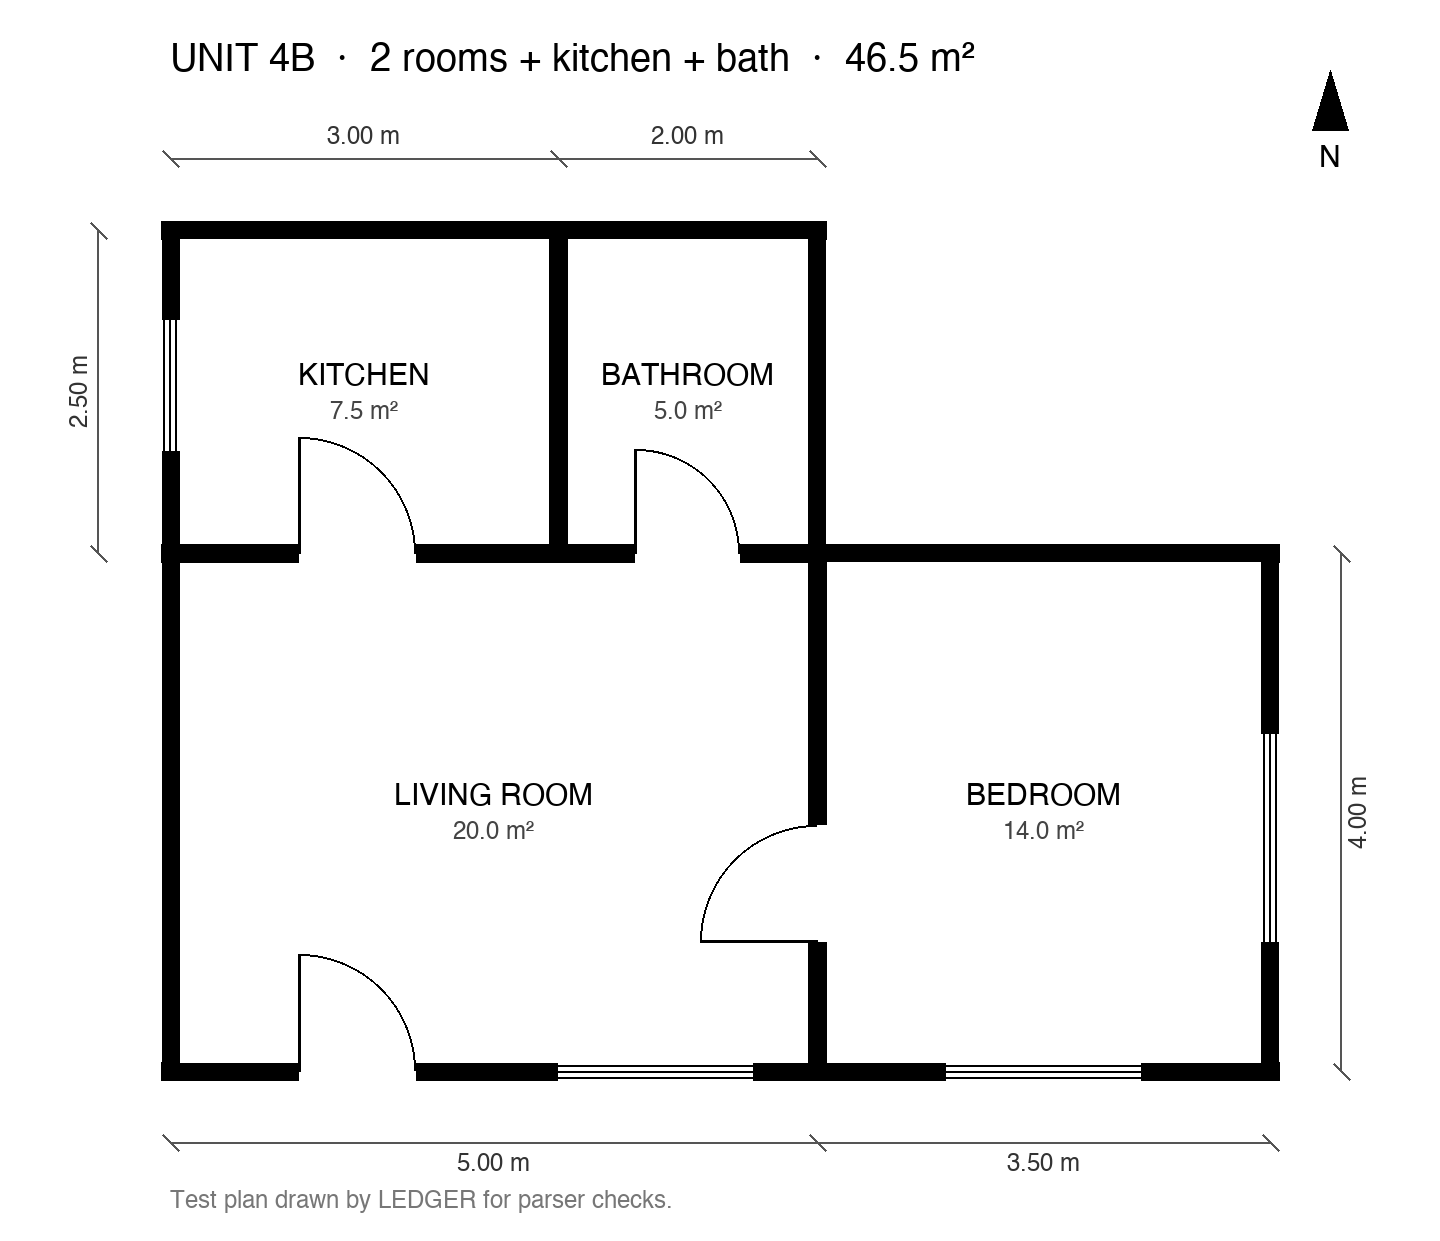 UNIT 4B · 2 rooms + kitchen + bath · 46.5 m²
N
3.00 m
2.00 m
2.50 m
KITCHEN
7.5 m²
BATHROOM
5.0 m²
LIVING ROOM
20.0 m²
BEDROOM
14.0 m²
4.00 m
5.00 m
3.50 m
Test plan drawn by LEDGER for parser checks.